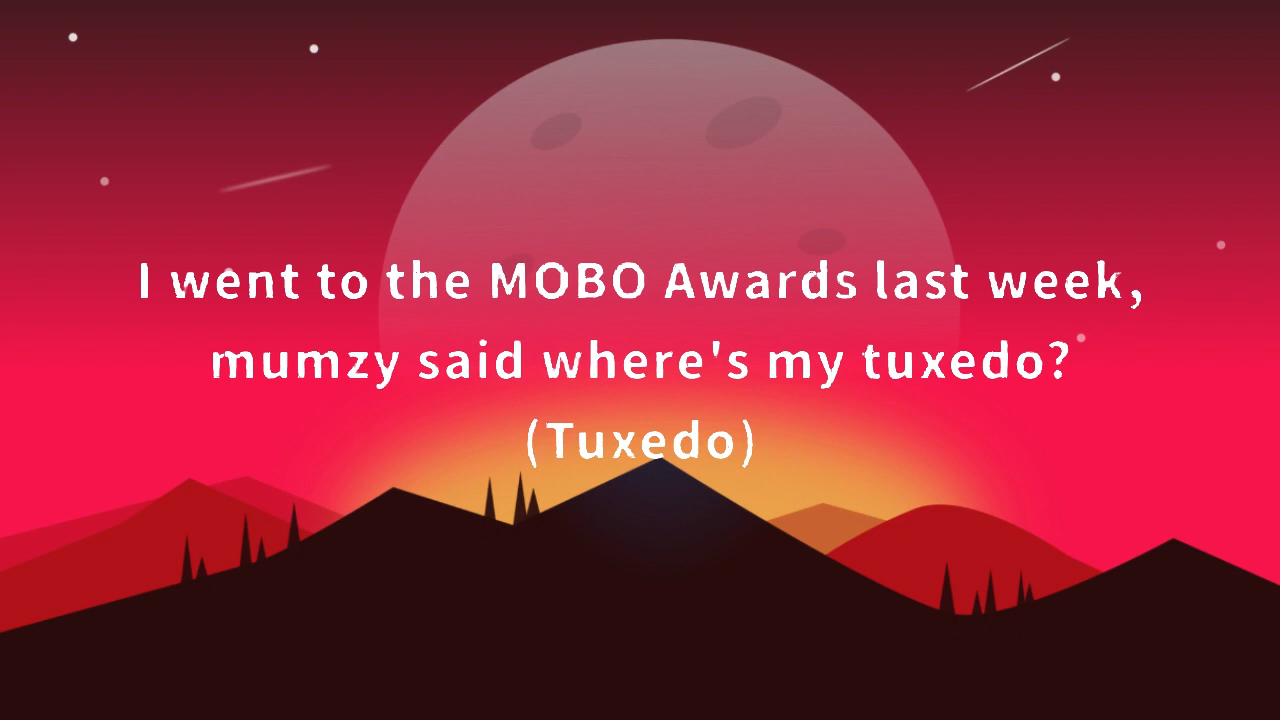 I went to the MOBO Awards last week,
mumzy said where's my tuxedo?
(Tuxedo)